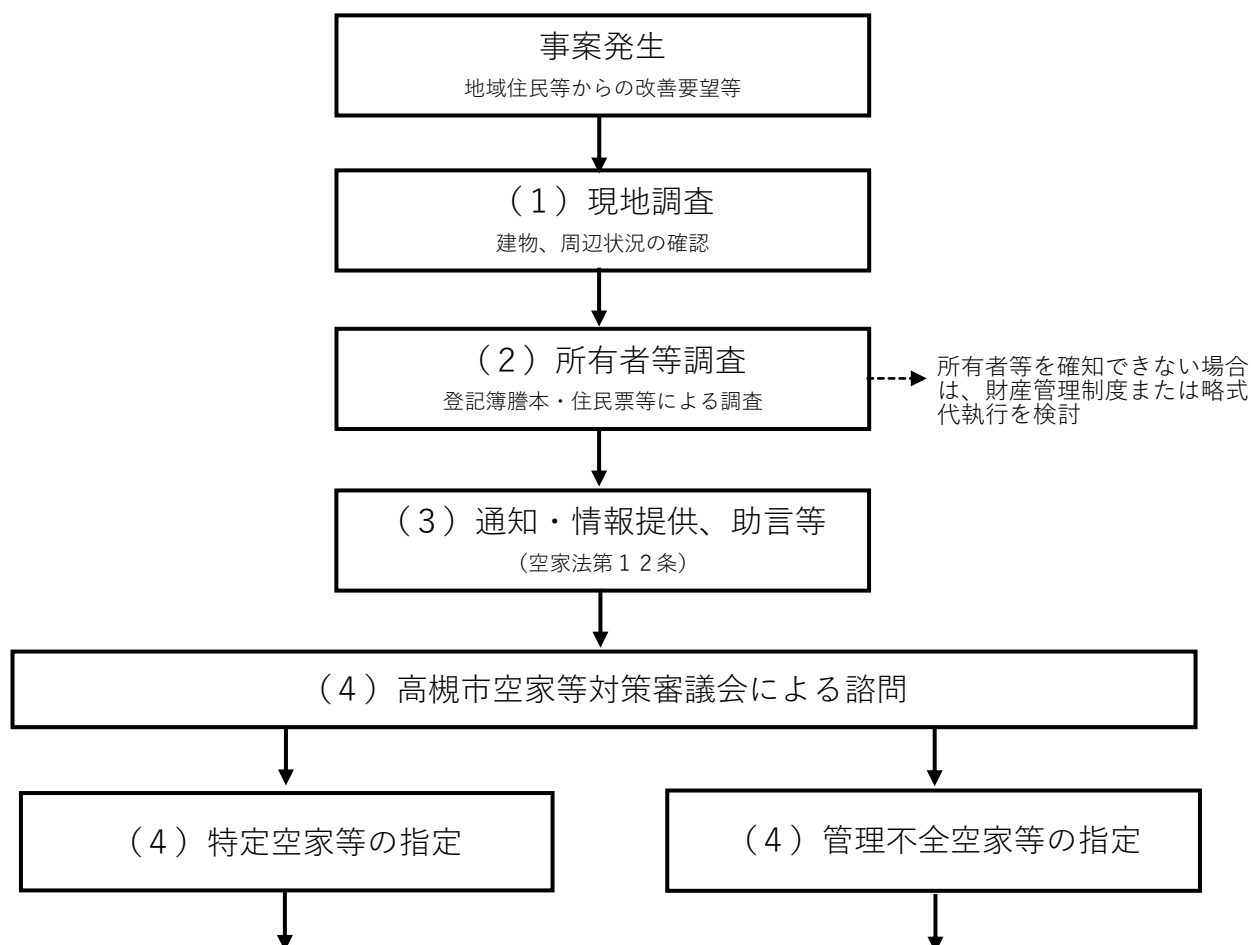 事案発生
地域住民等からの改善要望等
（１）現地調査
建物、周辺状況の確認
（２）所有者等調査
登記簿謄本・住民票等による調査
所有者等を確知できない場合
は、財産管理制度または略式
代執行を検討
（３）通知・情報提供、助言等
（空家法第１２条）
（４）高槻市空家等対策審議会による諮問
（４）特定空家等の指定
（４）管理不全空家等の指定